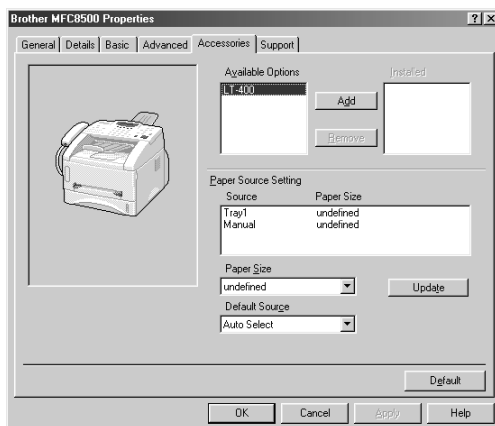 Brother MFC8500 Properties
General Details Basic Advanced Accessories Support
Available Options
Installed
LT-400
Add
Remove
Paper Source Setting
Source Paper Size
Tray1 undefined
Manual undefined
Paper Size
undefined
Update
Default Source
Auto Select
Default
OK Cancel Apply Help